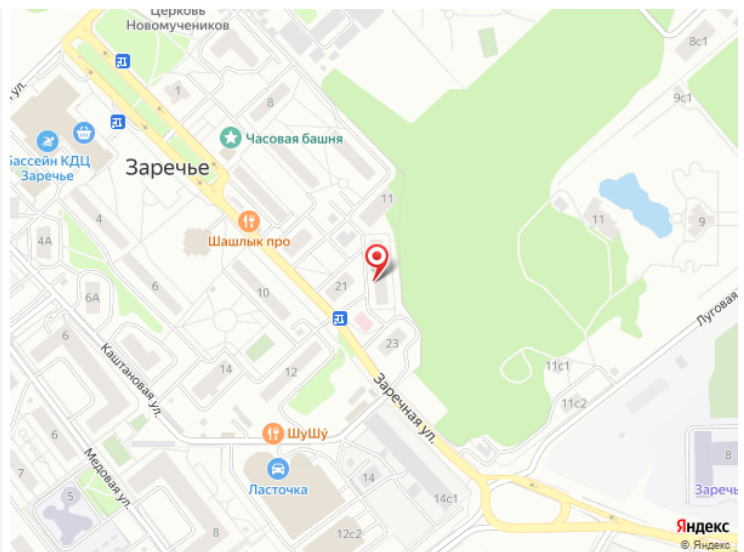 Церковь
Новомучеников
8с1
ул.
1
8
9с1
Часовая башня
Бассейн КДЦ
Заречье
Заречье
11
11
9
4
Шашлык про
4А
6
21
6А
10
Луговая
23
14
12
11с1
Каштановая ул.
11с2
Заречная ул.
6
ШуШу́
7
Медовая ул.
5
Ласточка
14
8
14с1
Заречь
8
12с2
Яндекс
© Яндекс